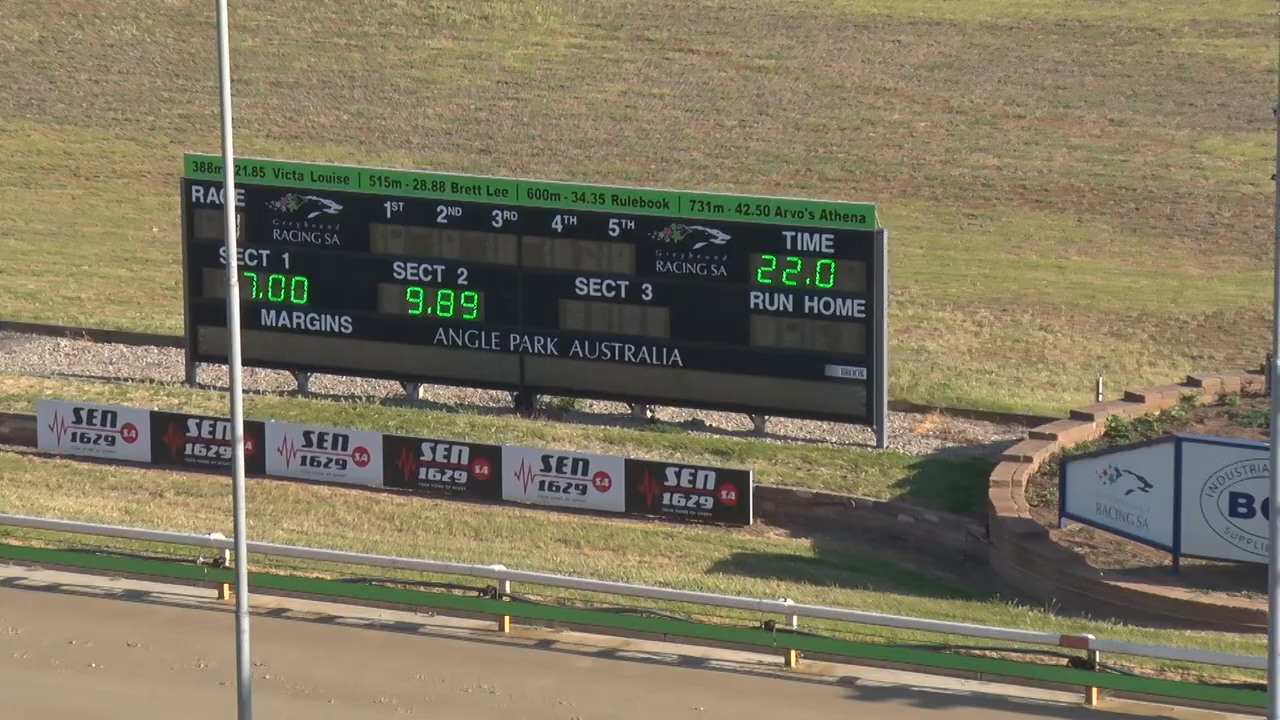 388m 21.85 Victa Louise | 515m - 28.88 Brett Lee | 600m - 34.35 Rulebook | 731m - 42.50 Arvo's Athena
RACE
Greyhound
RACING SA
1ST 2ND 3RD 4TH 5TH
Greyhound
RACING SA
TIME
22.0
SECT 1
7.00
SECT 2
9.89
SECT 3
RUN HOME
MARGINS
ANGLE PARK AUSTRALIA
SEN
1629 SA
SEN
1629 SA
SEN
1629 SA
SEN
1629 SA
SEN
1629 SA
SEN
1629 SA
RACING SA
INDUSTRIA
BO
SUPPLIE